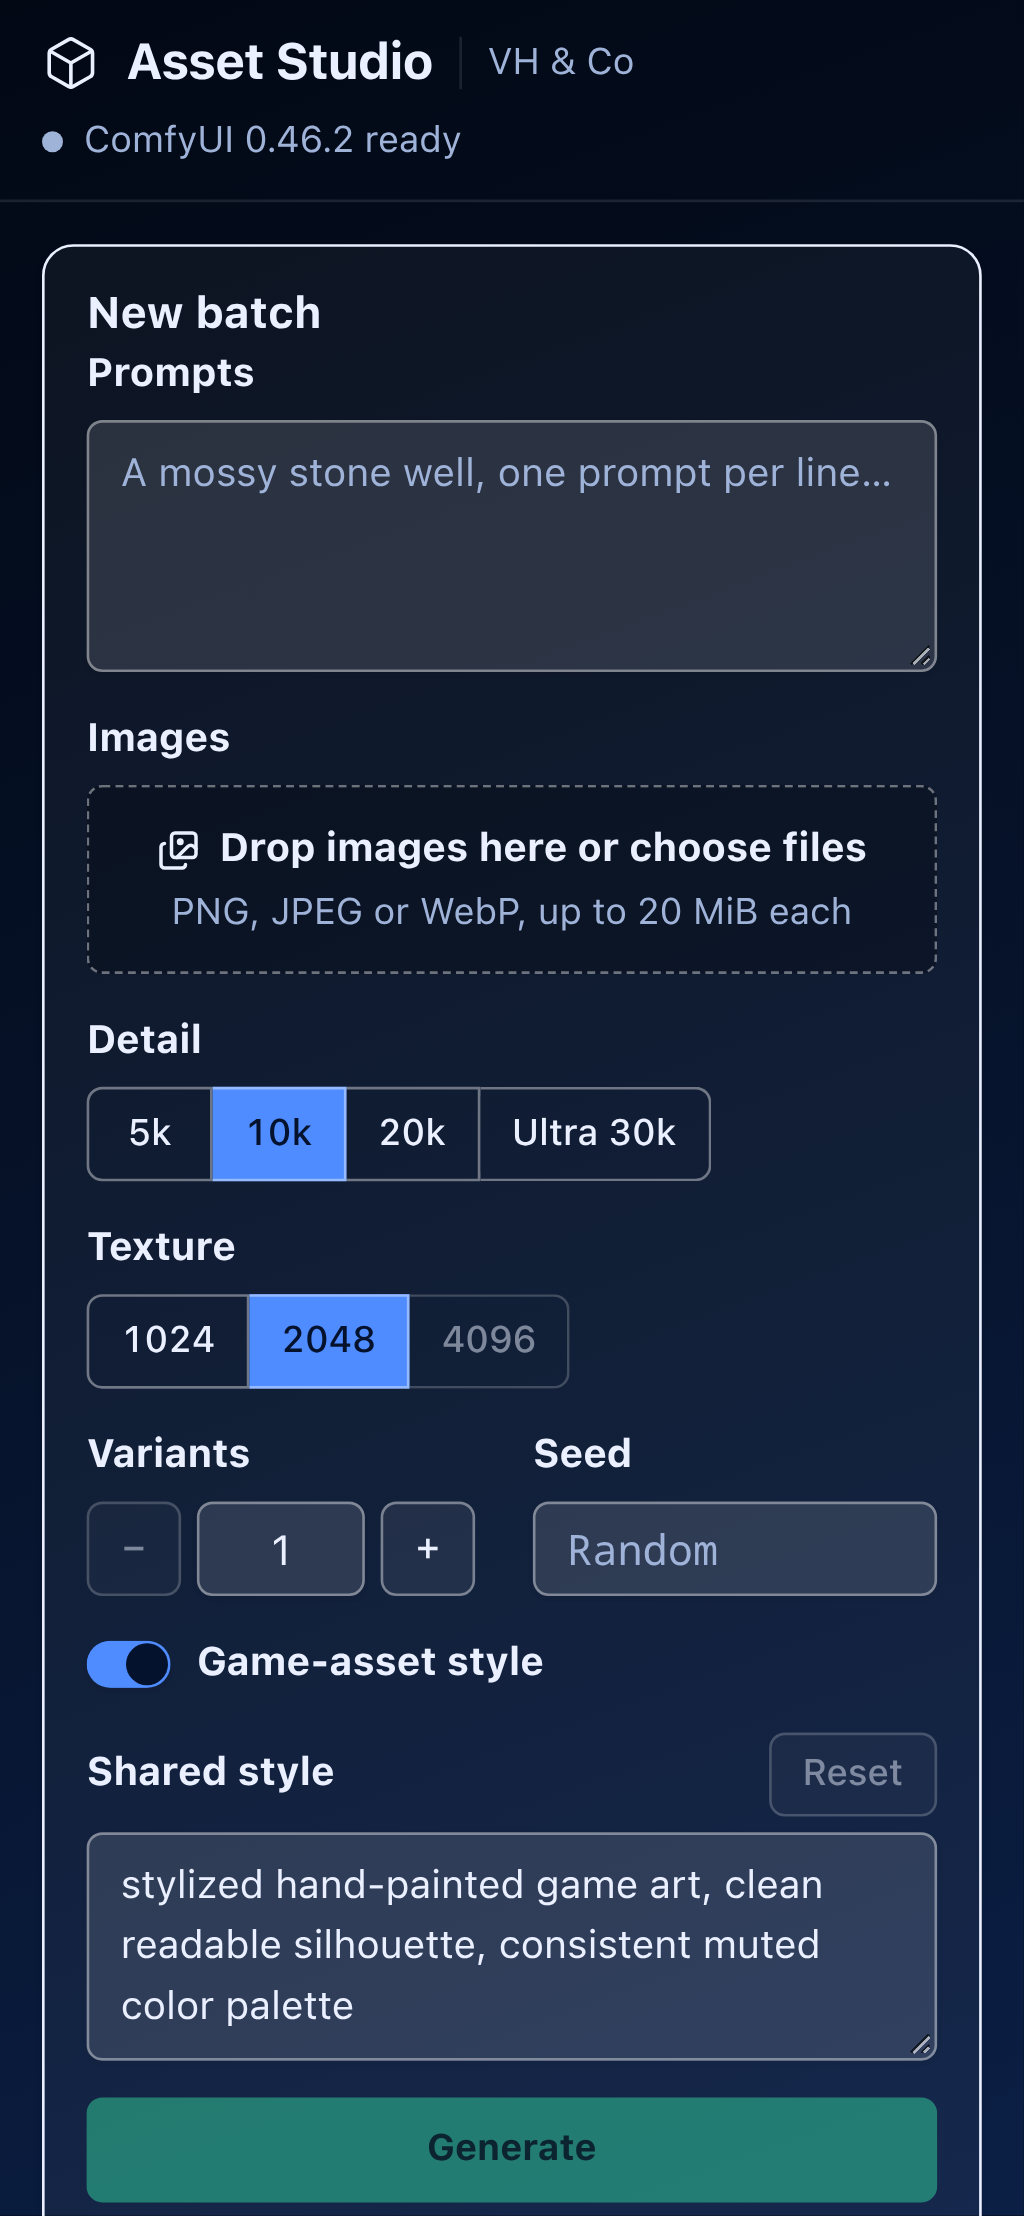 Asset Studio
VH & Co
ComfyUI 0.46.2 ready
New batch
Prompts
A mossy stone well, one prompt per line...
Images
Drop images here or choose files
PNG, JPEG or WebP, up to 20 MiB each
Detail
5k 10k 20k Ultra 30k
Texture
1024 2048 4096
Variants Seed
− 1 + Random
Game-asset style
Shared style Reset
stylized hand-painted game art, clean
readable silhouette, consistent muted
color palette
Generate